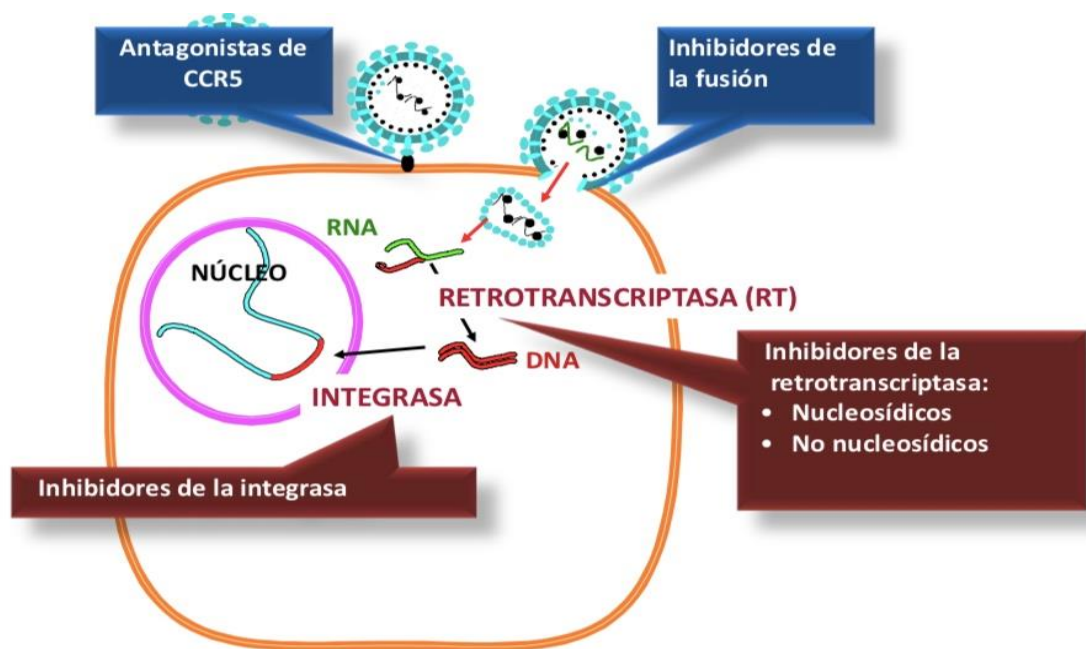 Antagonistas de
CCR5
Inhibidores de
la fusión
RNA
NÚCLEO
RETROTRANSCRIPTASA (RT)
DNA
INTEGRASA
Inhibidores de la
retrotranscriptasa:
• Nucleosídicos
• No nucleosídicos
Inhibidores de la integrasa